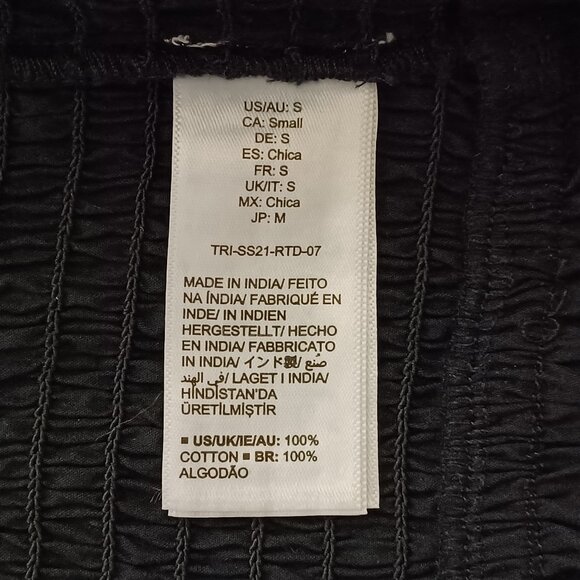 US/AU: S
CA: Small
DE: S
ES: Chica
FR: S
UK/IT: S
MX: Chica
JP: M
TRI-SS21-RTD-07
MADE IN INDIA/ FEITO
NA ÍNDIA/ FABRIQUÉ EN
INDE/ IN INDIEN
HERGESTELLT/ HECHO
EN INDIA/ FABBRICATO
IN INDIA/ インド製/ صُنع
في الهند/ LAGET I INDIA/
HİNDİSTAN'DA
ÜRETİLMİŞTİR
▪ US/UK/IE/AU: 100%
COTTON ▪ BR: 100%
ALGODÃO